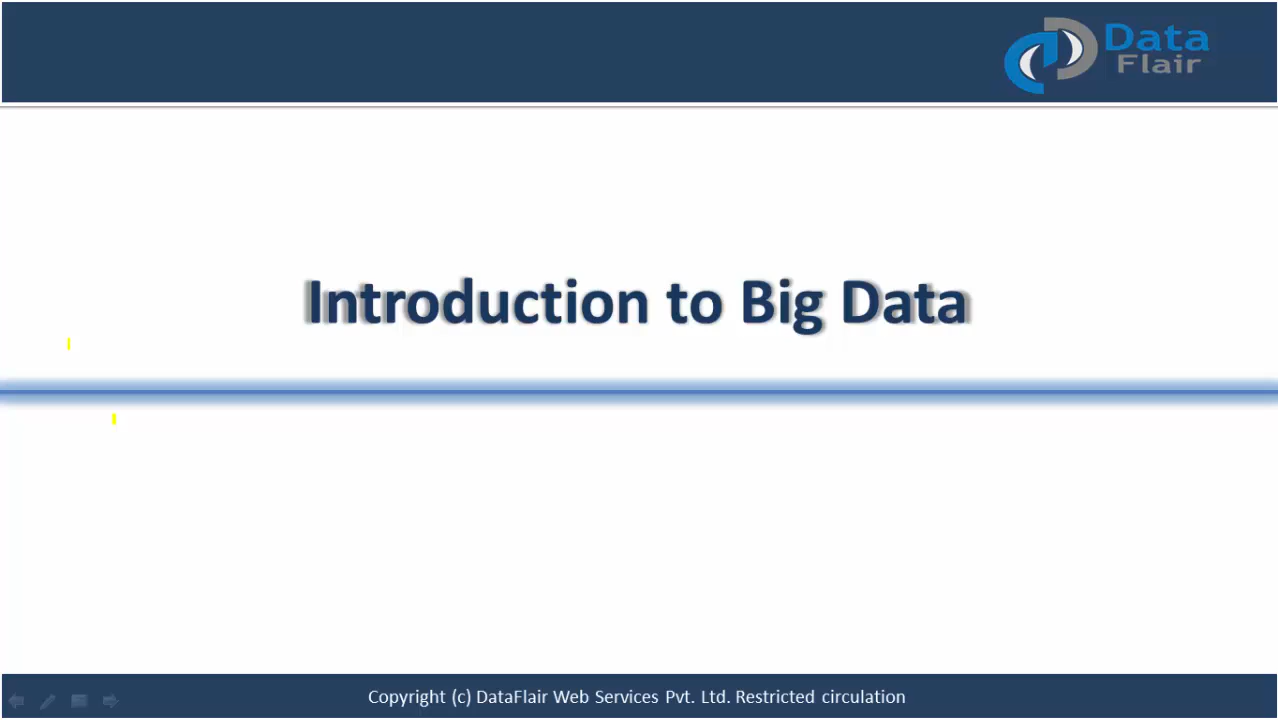 Data
Flair
Introduction to Big Data
Copyright (c) DataFlair Web Services Pvt. Ltd. Restricted circulation